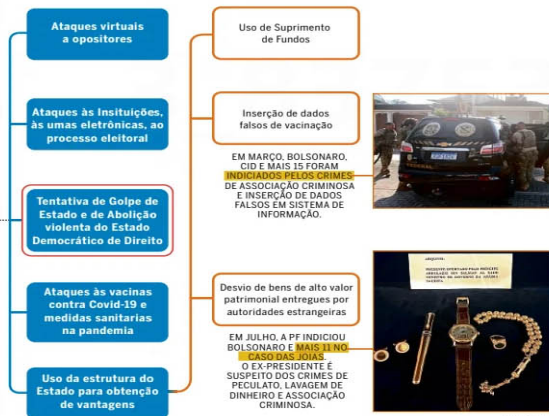 Ataques virtuais
a opositores
Ataques às Insituições,
às urnas eletrônicas, ao
processo eleitoral
Tentativa de Golpe de
Estado e de Abolição
violenta do Estado
Democrático de Direito
Ataques às vacinas
contra Covid-19 e
medidas sanitarias
na pandemia
Uso da estrutura do
Estado para obtenção
de vantagens
Uso de Suprimento
de Fundos
Inserção de dados
falsos de vacinação
EM MARÇO, BOLSONARO,
CID E MAIS 15 FORAM
INDICIADOS PELOS CRIMES
DE ASSOCIAÇÃO CRIMINOSA
E INSERÇÃO DE DADOS
FALSOS EM SISTEMA DE
INFORMAÇÃO.
Desvio de bens de alto valor
patrimonial entregues por
autoridades estrangeiras
EM JULHO, A PF INDICIOU
BOLSONARO E MAIS 11 NO
CASO DAS JOIAS.
O EX-PRESIDENTE É
SUSPEITO DOS CRIMES DE
PECULATO, LAVAGEM DE
DINHEIRO E ASSOCIAÇÃO
CRIMINOSA.